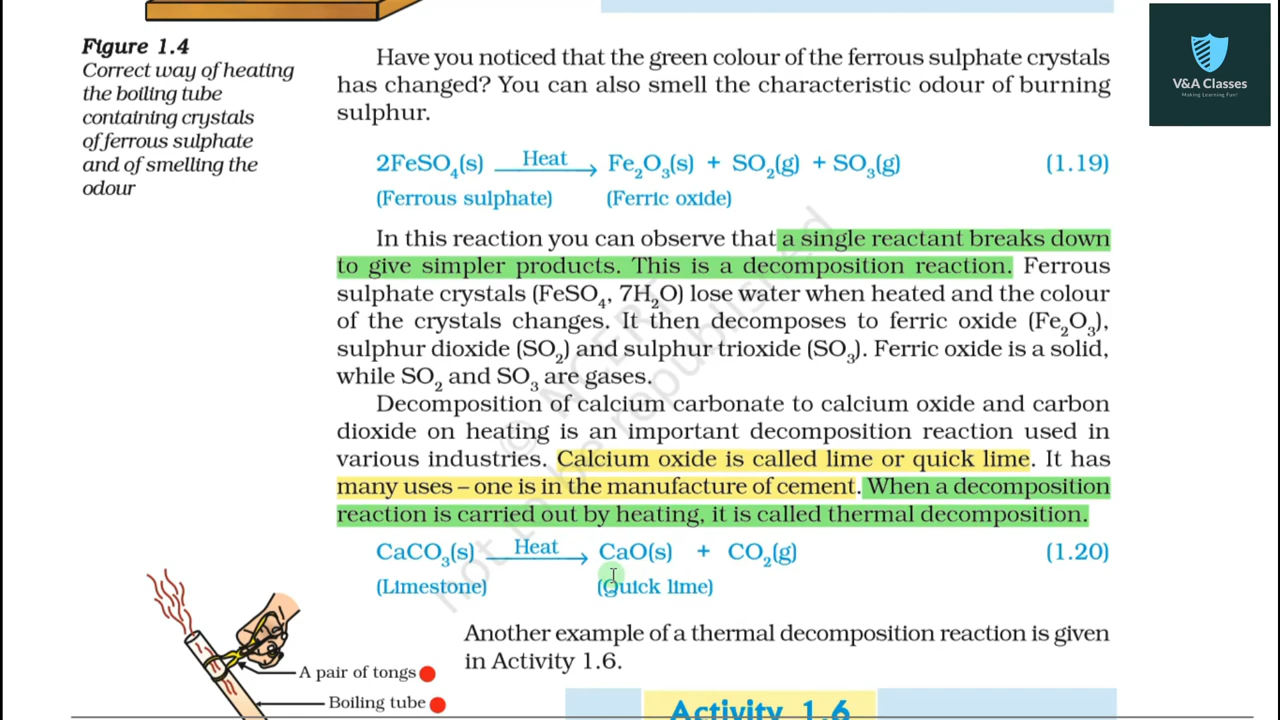 Figure 1.4
Correct way of heating
the boiling tube
containing crystals
of ferrous sulphate
and of smelling the
odour
Have you noticed that the green colour of the ferrous sulphate crystals
has changed? You can also smell the characteristic odour of burning
sulphur.
2FeSO₄(s) Heat→ Fe₂O₃(s) + SO₂(g) + SO₃(g) (1.19)
(Ferrous sulphate) (Ferric oxide)
In this reaction you can observe that a single reactant breaks down
to give simpler products. This is a decomposition reaction. Ferrous
sulphate crystals (FeSO₄, 7H₂O) lose water when heated and the colour
of the crystals changes. It then decomposes to ferric oxide (Fe₂O₃),
sulphur dioxide (SO₂) and sulphur trioxide (SO₃). Ferric oxide is a solid,
while SO₂ and SO₃ are gases.
Decomposition of calcium carbonate to calcium oxide and carbon
dioxide on heating is an important decomposition reaction used in
various industries. Calcium oxide is called lime or quick lime. It has
many uses – one is in the manufacture of cement. When a decomposition
reaction is carried out by heating, it is called thermal decomposition.
CaCO₃(s) Heat→ CaO(s) + CO₂(g) (1.20)
(Limestone) (Quick lime)
Another example of a thermal decomposition reaction is given
in Activity 1.6.
A pair of tongs
Boiling tube
Activity 1.6
V&A Classes
Making Learning Fun!
© NCERT
not to be republished